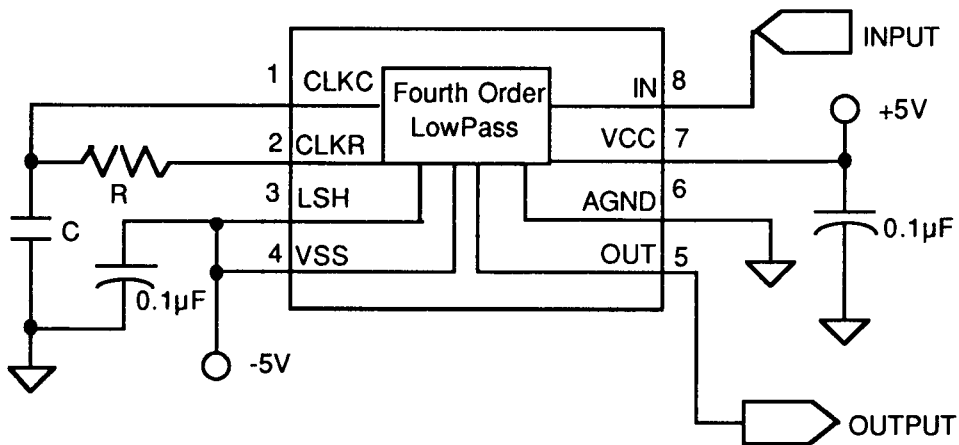 INPUT
1
CLKC
Fourth Order
LowPass
IN
8
+5V
2
CLKR
VCC
7
R
3
LSH
AGND
6
C
4
VSS
OUT
5
0.1µF
0.1µF
-5V
OUTPUT